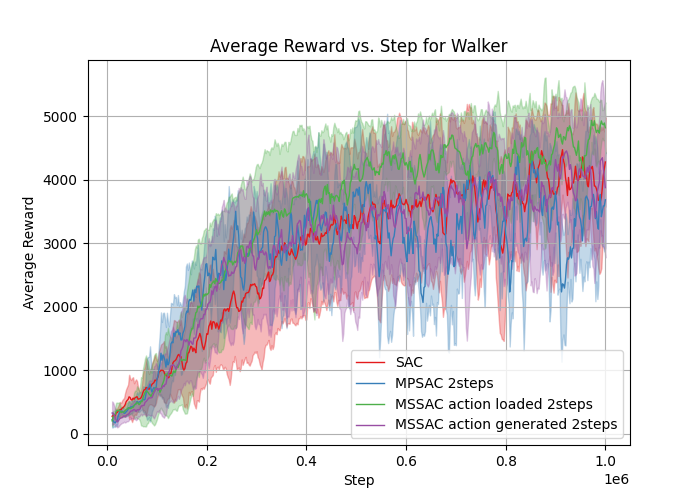 Average Reward vs. Step for Walker
Average Reward
5000
4000
3000
2000
1000
0
0.0 0.2 0.4 0.6 0.8 1.0
1e6
Step
SAC
MPSAC 2steps
MSSAC action loaded 2steps
MSSAC action generated 2steps